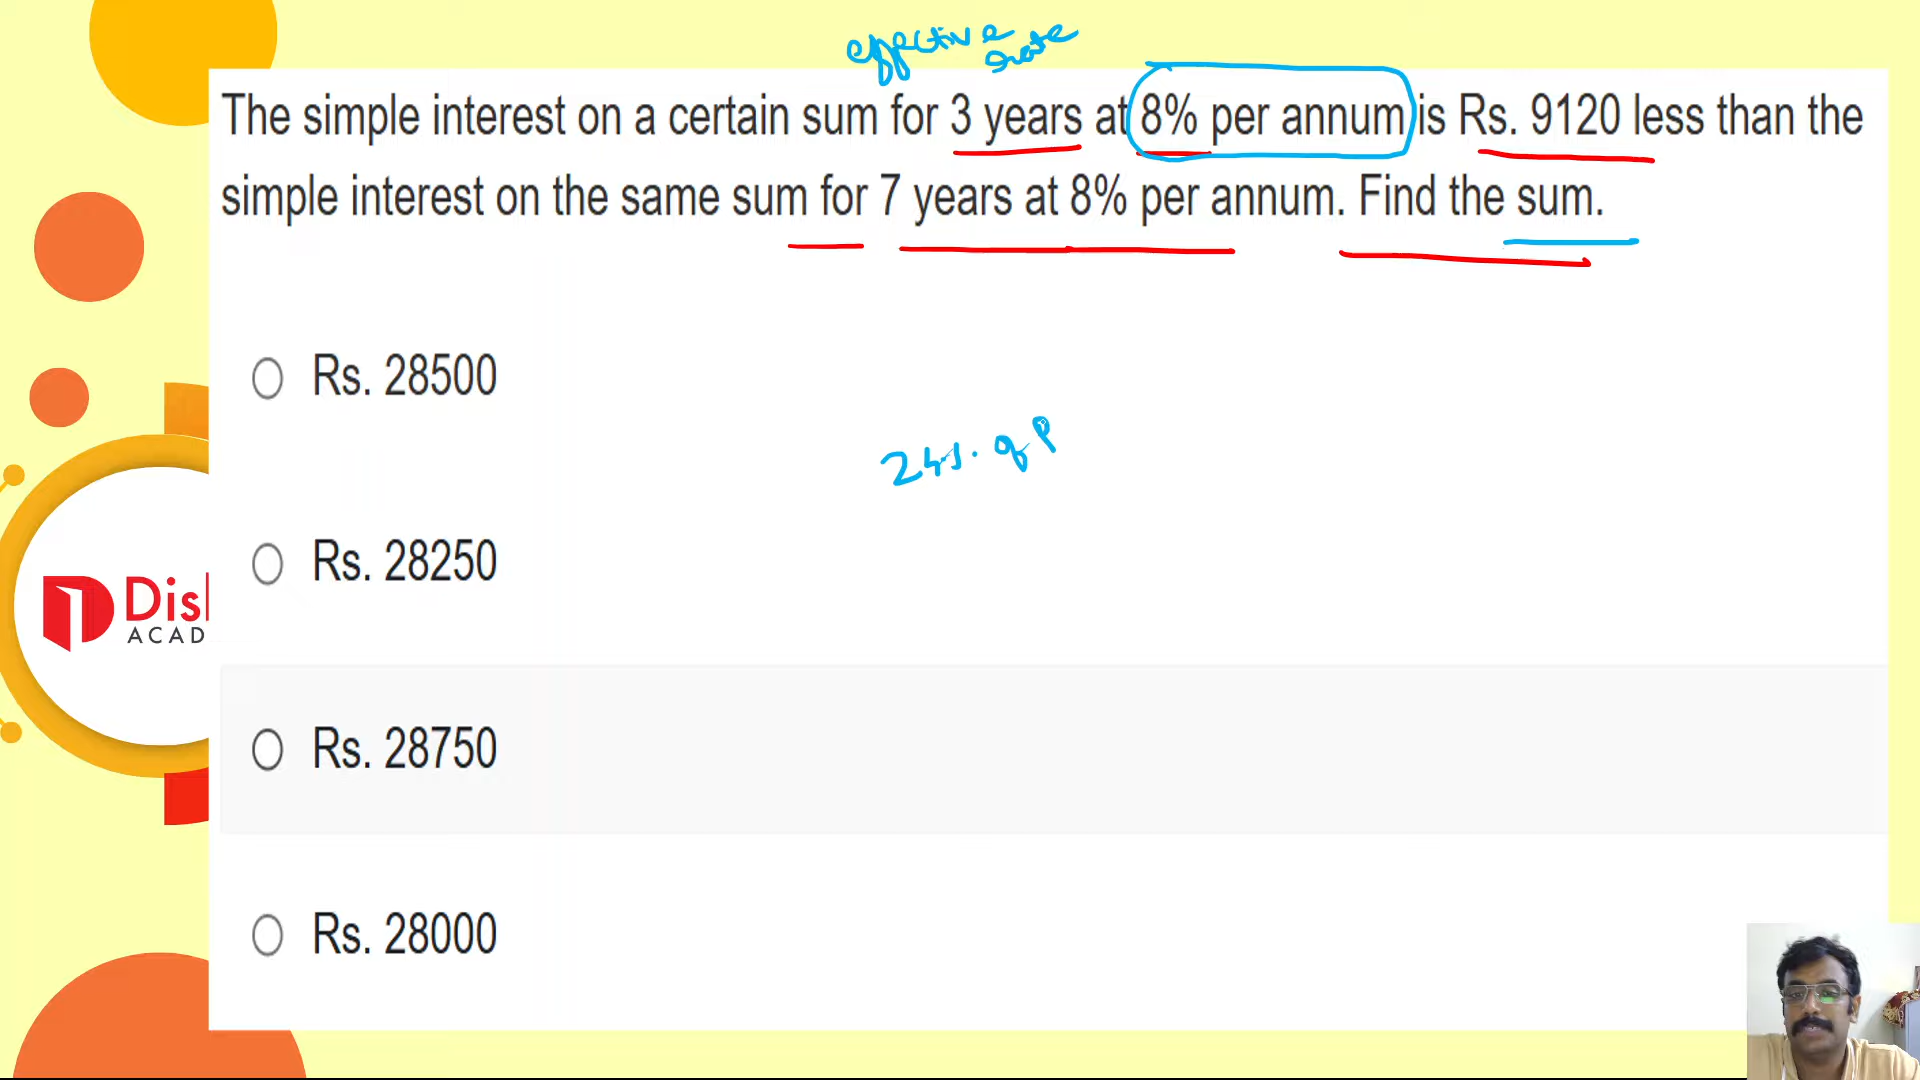 effective
rate
The simple interest on a certain sum for 3 years at 8% per annum is Rs. 9120 less than the
simple interest on the same sum for 7 years at 8% per annum. Find the sum.
Rs. 28500
24%. of P
Rs. 28250
Dis
ACAD
Rs. 28750
Rs. 28000